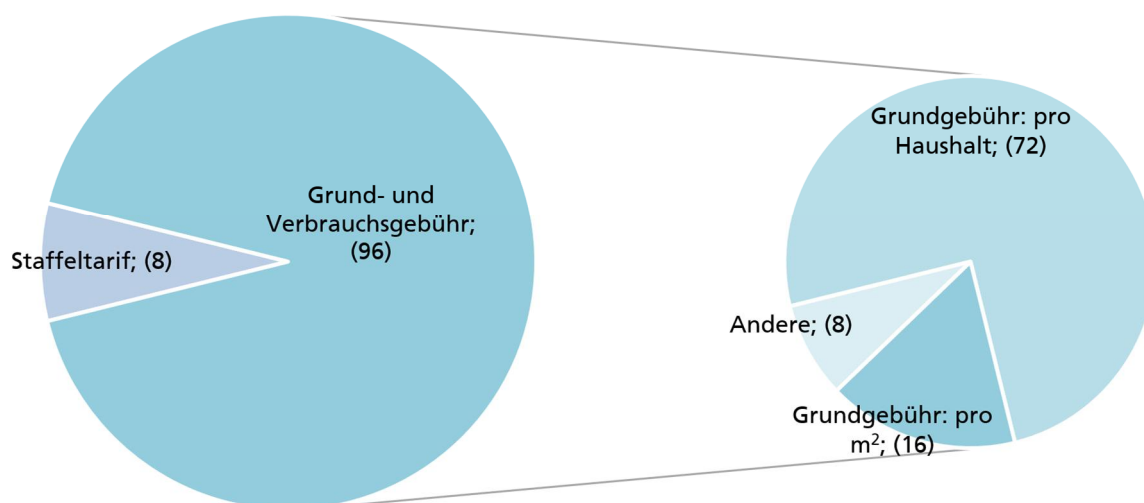 Grund- und
Verbrauchsgebühr;
(96)
Staffeltarif; (8)
Grundgebühr: pro
Haushalt; (72)
Andere; (8)
Grundgebühr: pro
m²; (16)